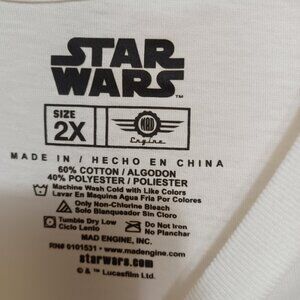 STAR
WARS™
SIZE
2X
MAD
Engine
MADE IN / HECHO EN CHINA
60% COTTON / ALGODON
40% POLYESTER / POLIESTER
Machine Wash Cold with Like Colors
Lavar En Maquina Agua Fria Por Colores
Only Non-Chlorine Bleach
Solo Blanqueador Sin Cloro
Tumble Dry Low
Ciclo Lento
Do Not Iron
No Planchar
MAD ENGINE, INC.
RN# 0101531 · www.madengine.com
starwars.com
© & ™ Lucasfilm Ltd.